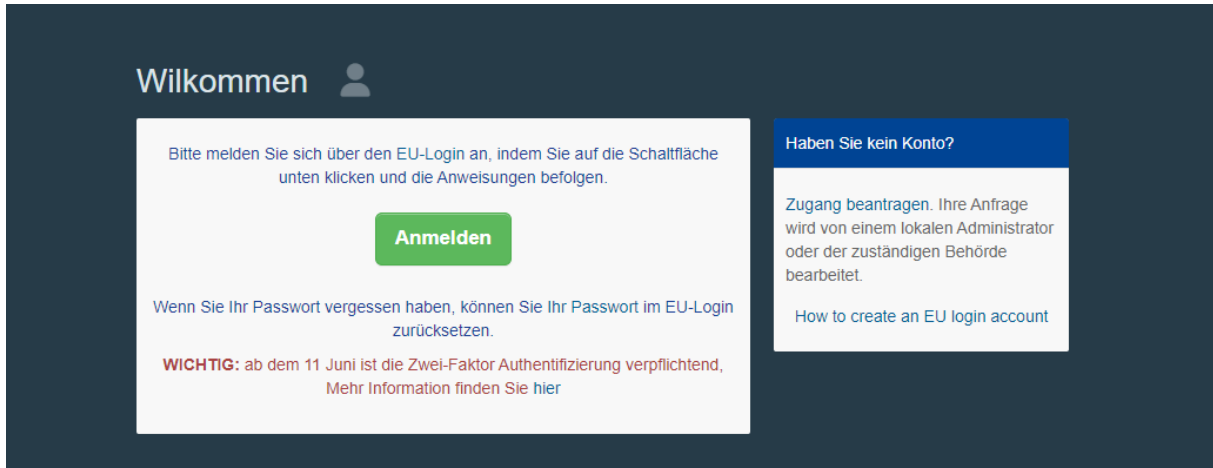 Wilkommen
Bitte melden Sie sich über den EU-Login an, indem Sie auf die Schaltfläche
unten klicken und die Anweisungen befolgen.
Anmelden
Wenn Sie Ihr Passwort vergessen haben, können Sie Ihr Passwort im EU-Login
zurücksetzen.
WICHTIG: ab dem 11 Juni ist die Zwei-Faktor Authentifizierung verpflichtend,
Mehr Information finden Sie hier
Haben Sie kein Konto?
Zugang beantragen. Ihre Anfrage
wird von einem lokalen Administrator
oder der zuständigen Behörde
bearbeitet.
How to create an EU login account